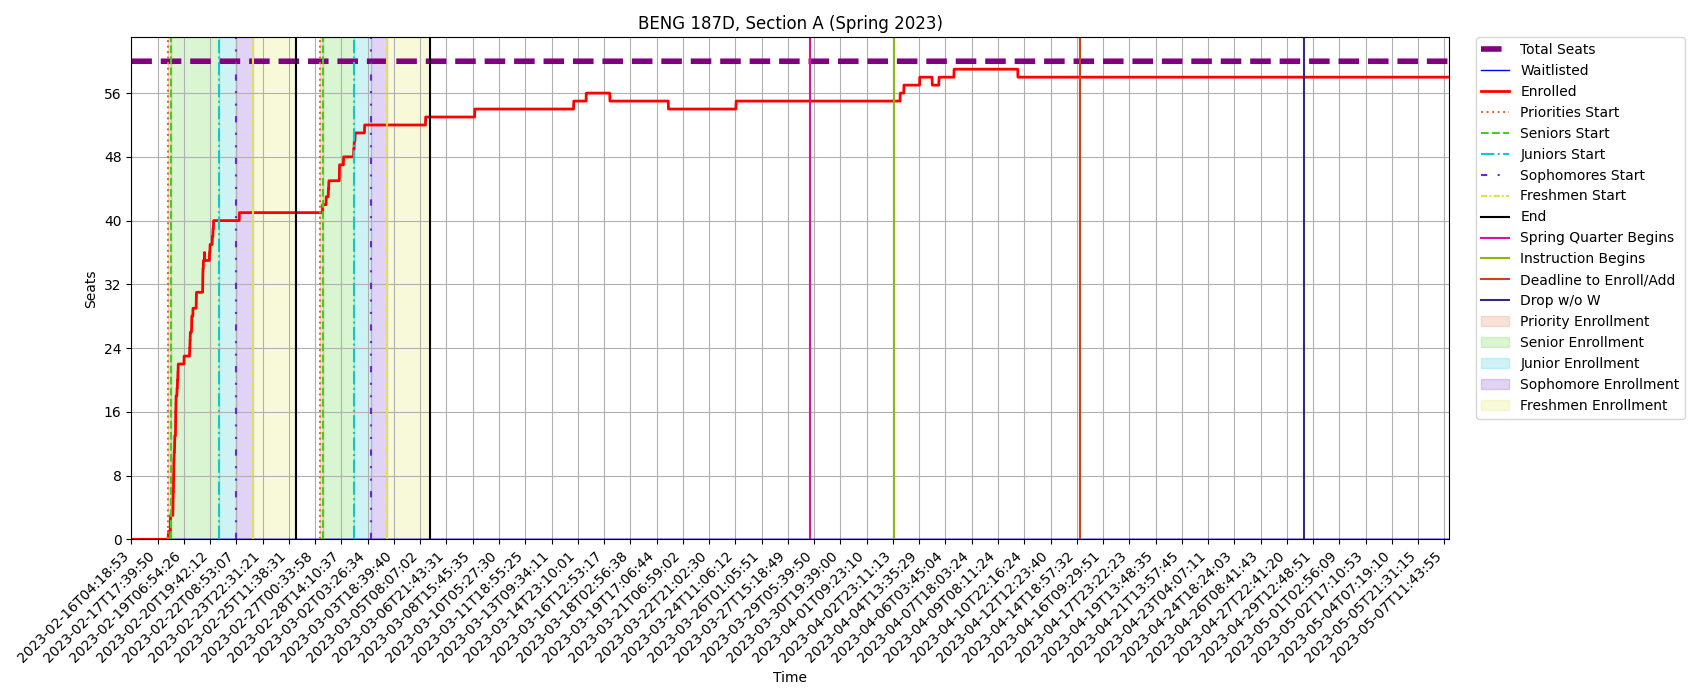 BENG 187D, Section A (Spring 2023)
Seats
56
48
40
32
24
16
8
0
2023-02-16T04:18:53
2023-02-17T17:39:50
2023-02-19T06:54:26
2023-02-20T19:42:12
2023-02-22T08:53:07
2023-02-23T22:31:21
2023-02-25T11:38:31
2023-02-27T00:33:58
2023-02-28T14:10:37
2023-03-02T03:26:34
2023-03-03T18:39:40
2023-03-05T08:07:02
2023-03-06T21:43:31
2023-03-08T15:45:35
2023-03-10T05:27:30
2023-03-11T18:55:25
2023-03-13T09:34:11
2023-03-14T23:10:01
2023-03-16T12:53:17
2023-03-18T02:56:38
2023-03-19T17:06:44
2023-03-21T06:59:02
2023-03-22T21:02:30
2023-03-24T11:06:12
2023-03-26T01:05:51
2023-03-27T15:18:49
2023-03-29T05:39:50
2023-03-30T19:39:00
2023-04-01T09:23:10
2023-04-02T23:11:13
2023-04-04T13:35:29
2023-04-06T03:45:04
2023-04-07T18:03:24
2023-04-09T08:11:24
2023-04-10T22:16:24
2023-04-12T12:23:40
2023-04-14T18:57:32
2023-04-16T09:29:51
2023-04-17T23:22:23
2023-04-19T13:48:35
2023-04-21T13:57:45
2023-04-23T04:07:11
2023-04-24T18:24:03
2023-04-26T08:41:43
2023-04-27T22:41:20
2023-04-29T12:48:51
2023-05-01T02:56:09
2023-05-02T17:10:53
2023-05-04T07:19:10
2023-05-05T21:31:15
2023-05-07T11:43:55
Time
Total Seats
Waitlisted
Enrolled
Priorities Start
Seniors Start
Juniors Start
Sophomores Start
Freshmen Start
End
Spring Quarter Begins
Instruction Begins
Deadline to Enroll/Add
Drop w/o W
Priority Enrollment
Senior Enrollment
Junior Enrollment
Sophomore Enrollment
Freshmen Enrollment